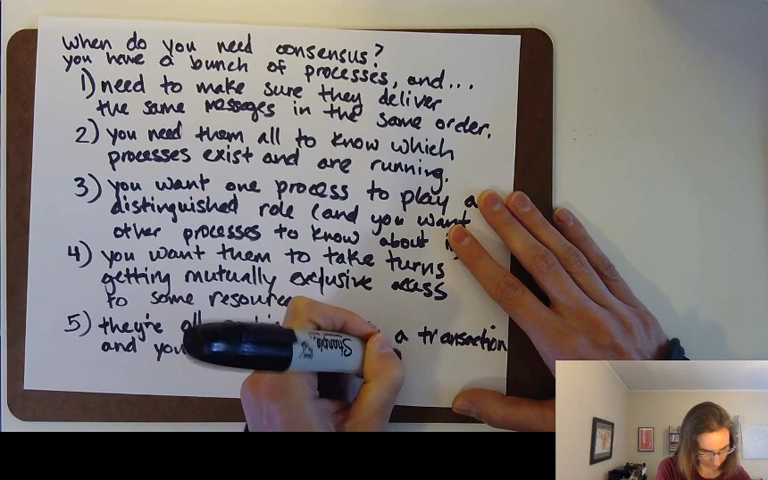 when do you need consensus?
you have a bunch of processes, and...
1) need to make sure they deliver
the same messages in the same order.
2) you need them all to know which
processes exist and are running.
3) you want one process to play a
distinguished role (and you want
other processes to know about
4) you want them to take turns
getting mutually exclusive access
to some resource
5) they're all a transaction
and you
Sharpie